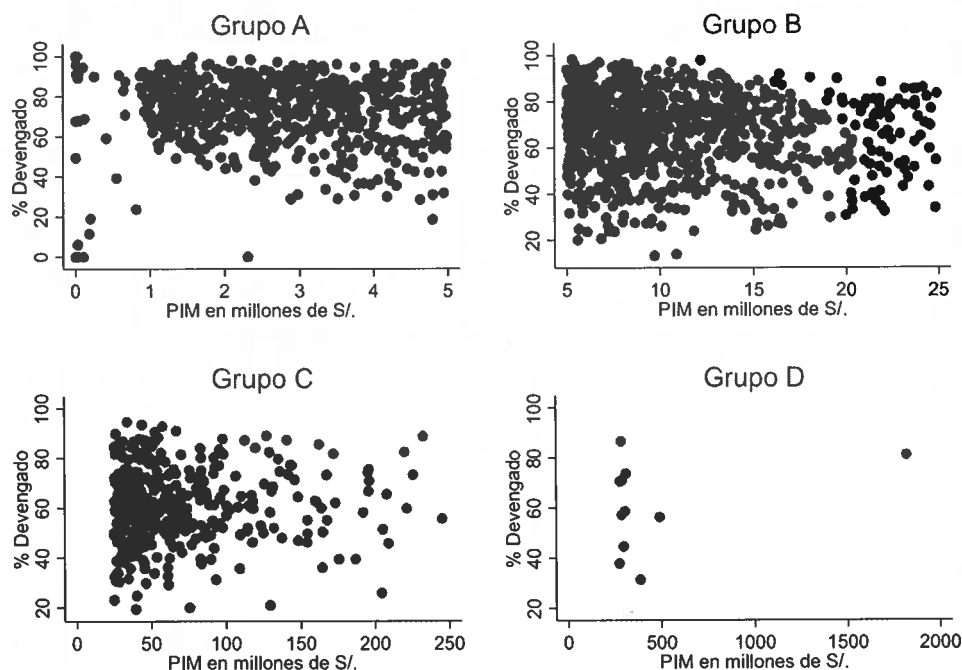 Grupo A
% Devengado
100
80
60
40
20
0
0 1 2 3 4 5
PIM en millones de S/.
Grupo B
% Devengado
100
80
60
40
20
5 10 15 20 25
PIM en millones de S/.
Grupo C
% Devengado
100
80
60
40
20
0 50 100 150 200 250
PIM en millones de S/.
Grupo D
% Devengado
100
80
60
40
20
0 500 1000 1500 2000
PIM en millones de S/.